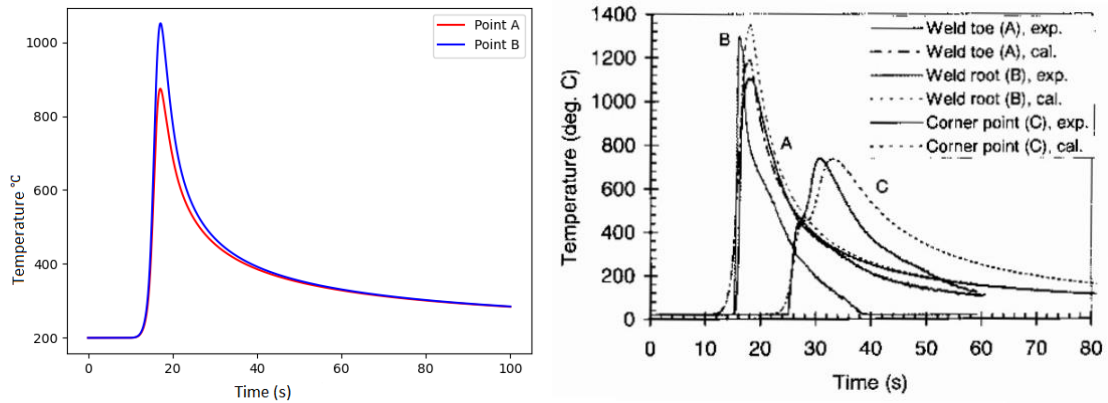 Point A
Point B
1000
800
600
400
200
Temperature °C
0
20
40
60
80
100
Time (s)
1400
1200
1000
800
600
400
200
0
Temperature (deg. C)
B
A
C
Weld toe (A), exp.
Weld toe (A), cal.
Weld root (B), exp.
Weld root (B), cal.
Corner point (C), exp.
Corner point (C), cal.
0
10
20
30
40
50
60
70
80
Time (s)